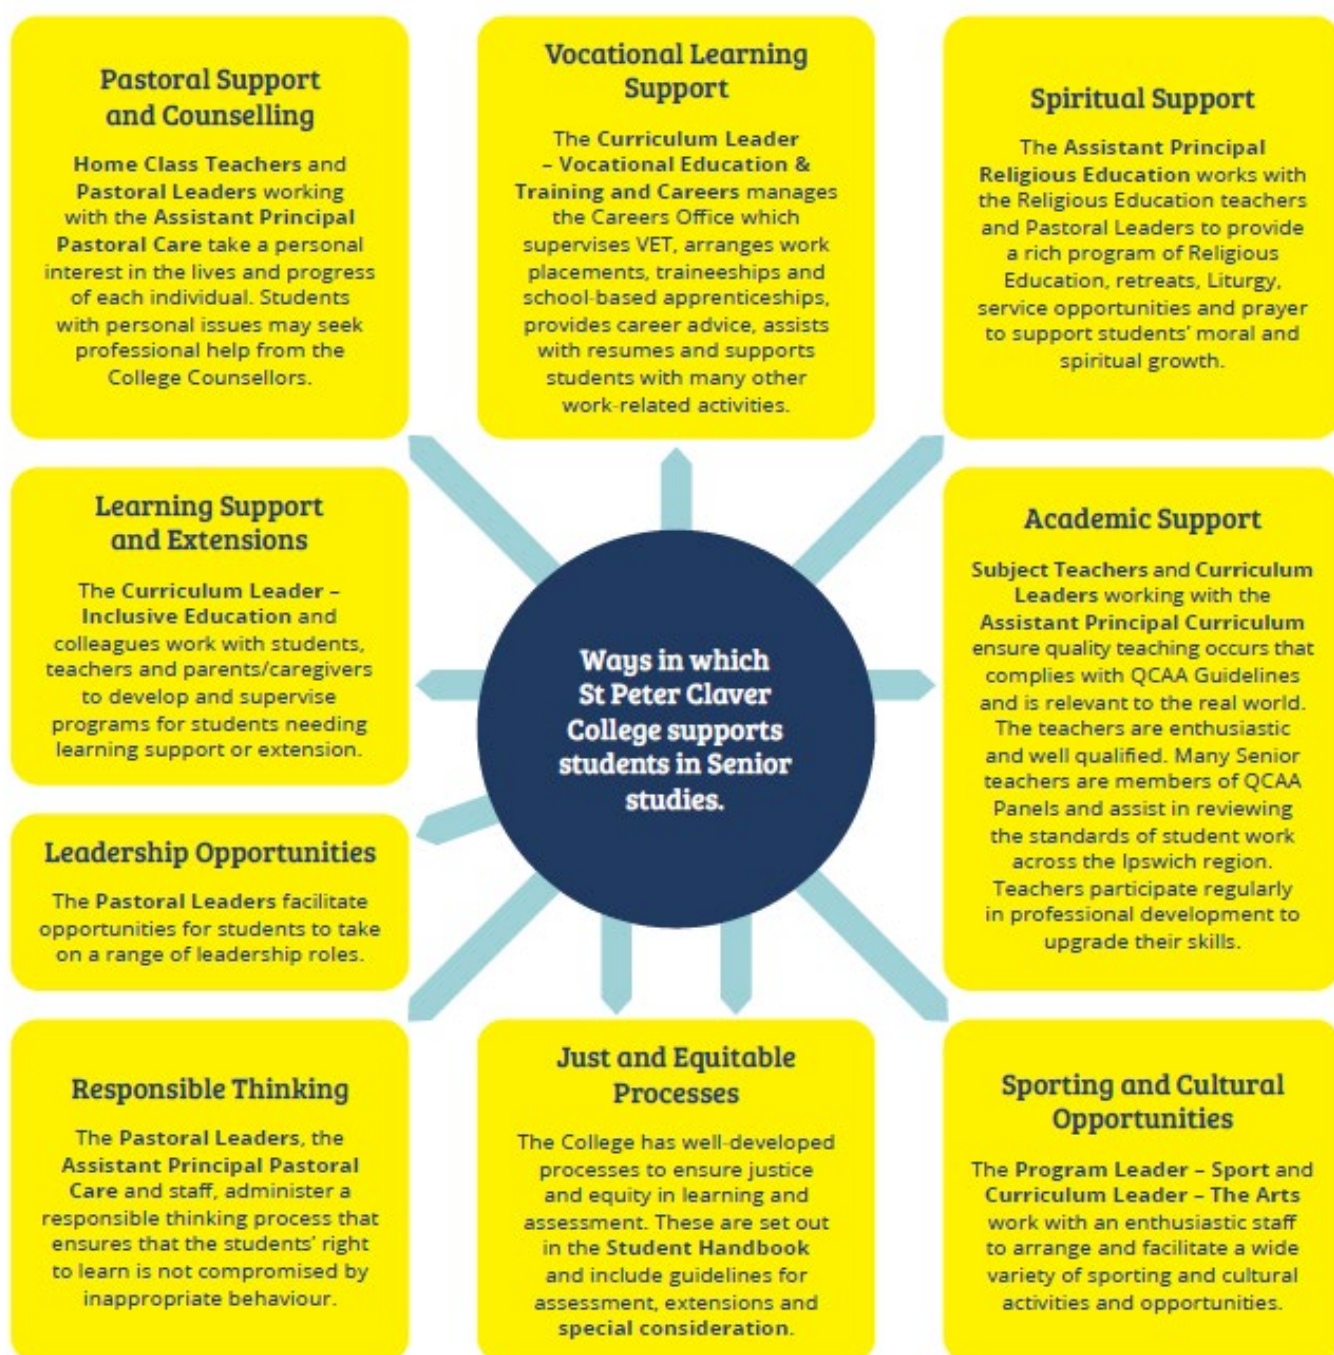 Pastoral Support
and Counselling
Home Class Teachers and
Pastoral Leaders working
with the Assistant Principal
Pastoral Care take a personal
interest in the lives and progress
of each individual. Students
with personal issues may seek
professional help from the
College Counsellors.
Vocational Learning
Support
The Curriculum Leader
– Vocational Education &
Training and Careers manages
the Careers Office which
supervises VET, arranges work
placements, traineeships and
school-based apprenticeships,
provides career advice, assists
with resumes and supports
students with many other
work-related activities.
Spiritual Support
The Assistant Principal
Religious Education works with
the Religious Education teachers
and Pastoral Leaders to provide
a rich program of Religious
Education, retreats, Liturgy,
service opportunities and prayer
to support students’ moral and
spiritual growth.
Learning Support
and Extensions
The Curriculum Leader –
Inclusive Education and
colleagues work with students,
teachers and parents/caregivers
to develop and supervise
programs for students needing
learning support or extension.
Ways in which
St Peter Claver
College supports
students in Senior
studies.
Academic Support
Subject Teachers and Curriculum
Leaders working with the
Assistant Principal Curriculum
ensure quality teaching occurs that
complies with QCAA Guidelines
and is relevant to the real world.
The teachers are enthusiastic
and well qualified. Many Senior
teachers are members of QCAA
Panels and assist in reviewing
the standards of student work
across the Ipswich region.
Teachers participate regularly
in professional development to
upgrade their skills.
Leadership Opportunities
The Pastoral Leaders facilitate
opportunities for students to take
on a range of leadership roles.
Responsible Thinking
The Pastoral Leaders, the
Assistant Principal Pastoral
Care and staff, administer a
responsible thinking process that
ensures that the students’ right
to learn is not compromised by
inappropriate behaviour.
Just and Equitable
Processes
The College has well-developed
processes to ensure justice
and equity in learning and
assessment. These are set out
in the Student Handbook
and include guidelines for
assessment, extensions and
special consideration.
Sporting and Cultural
Opportunities
The Program Leader – Sport and
Curriculum Leader – The Arts
work with an enthusiastic staff
to arrange and facilitate a wide
variety of sporting and cultural
activities and opportunities.